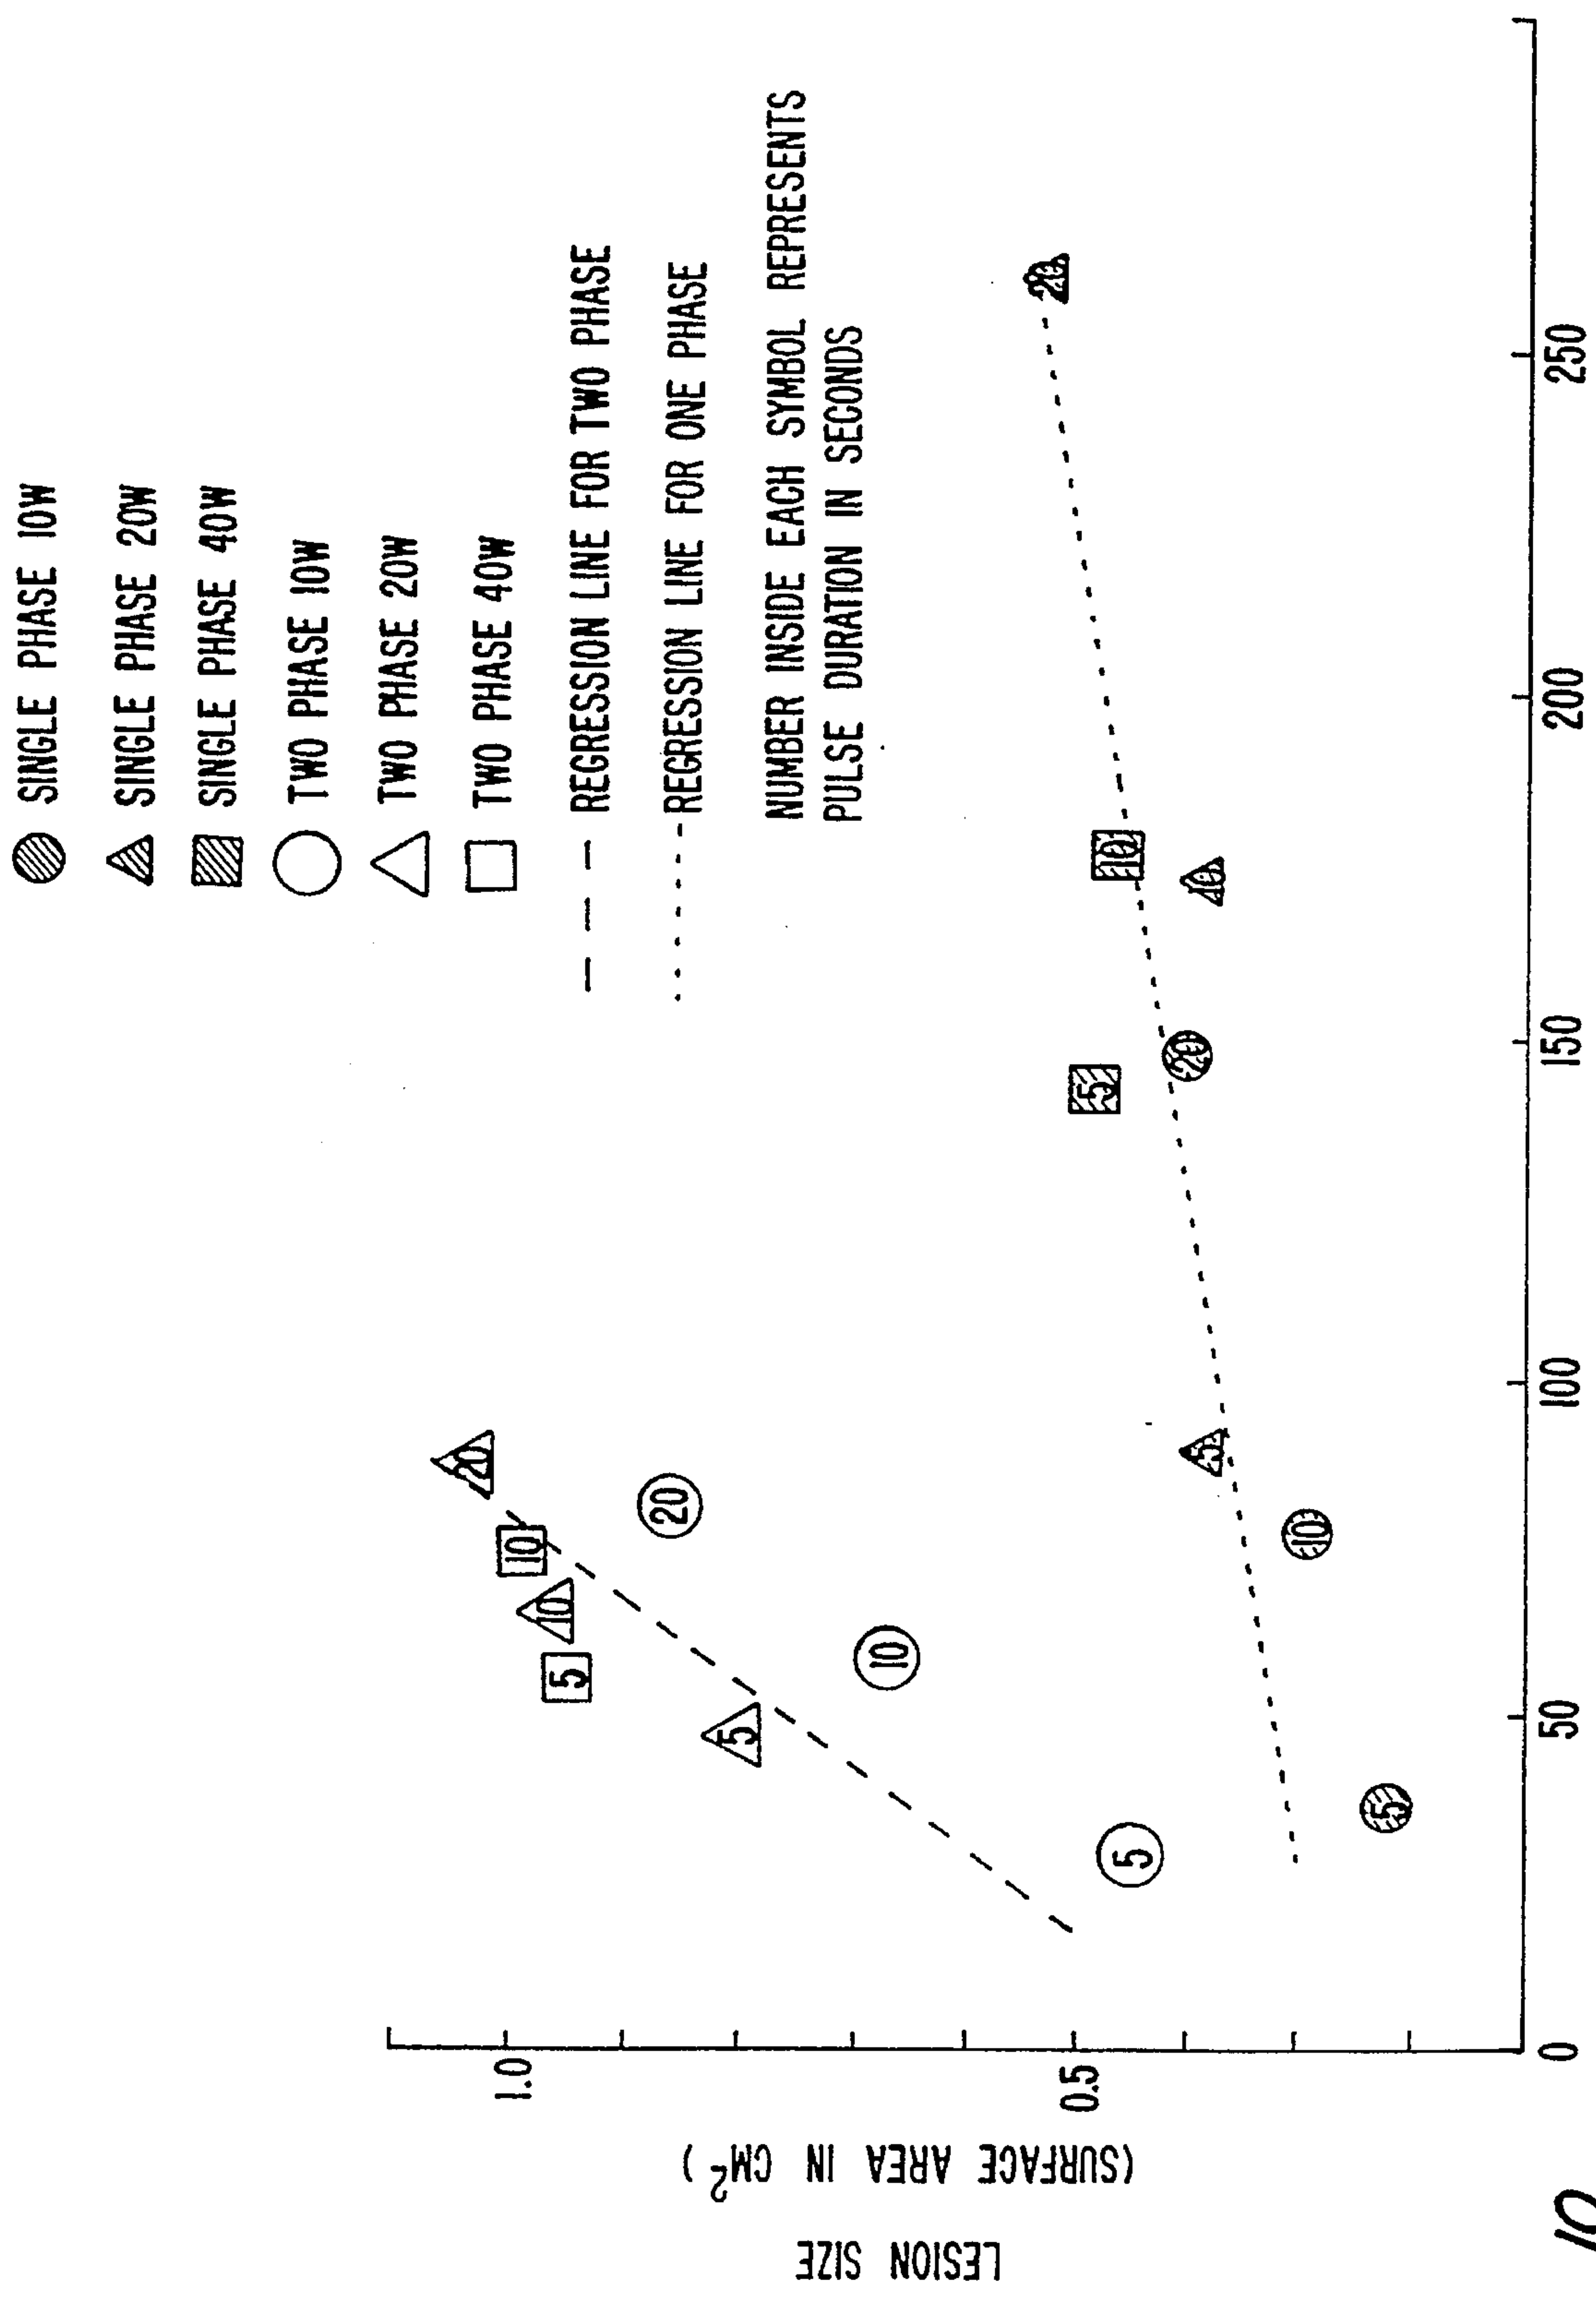 SINGLE PHASE 10W
SINGLE PHASE 20W
SINGLE PHASE 40W
TWO PHASE 10W
TWO PHASE 20W
TWO PHASE 40W
REGRESSION LINE FOR TWO PHASE
REGRESSION LINE FOR ONE PHASE
NUMBER INSIDE EACH SYMBOL REPRESENTS
PULSE DURATION IN SECONDS
LESION SIZE
(SURFACE AREA IN CM²)
1.0
0.5
20
10
10
5
20
5
10
5
20
10
5
10
20
5
10
5
0
50
100
150
200
250
10